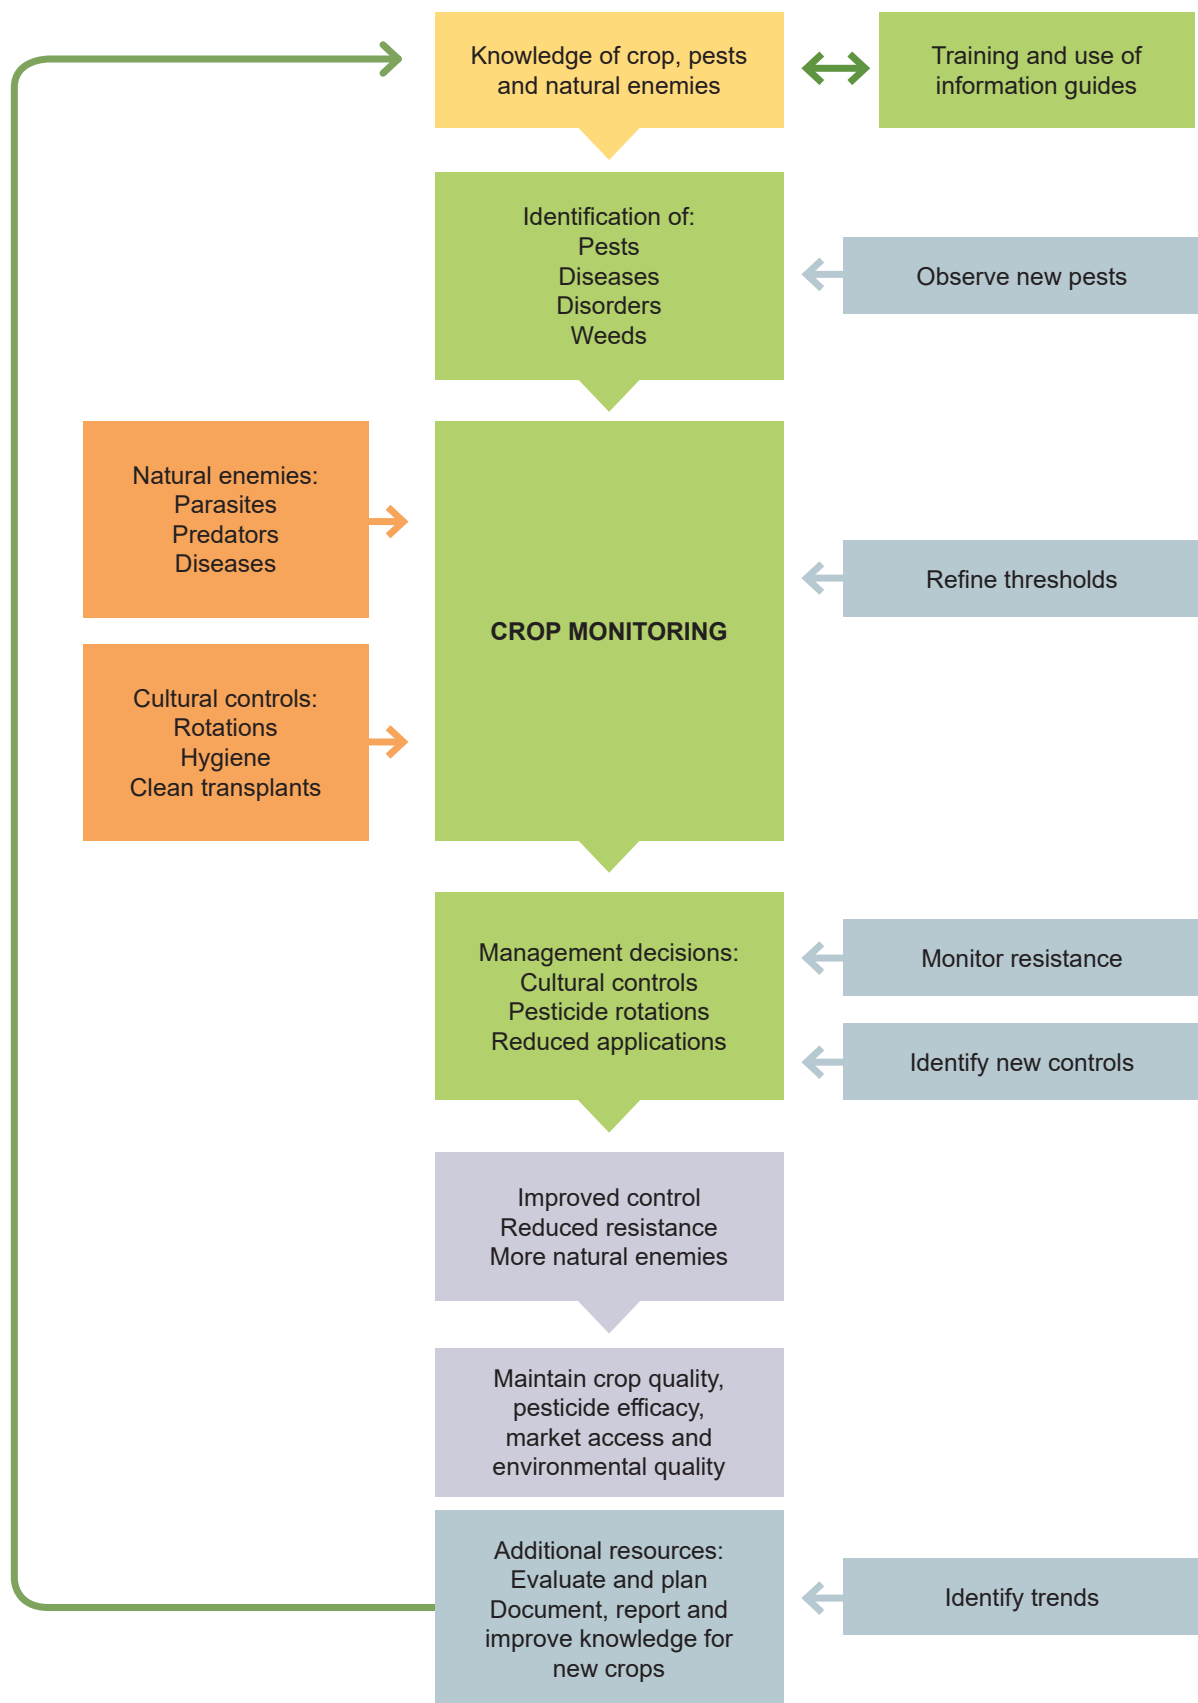 Knowledge of crop, pests
and natural enemies
Training and use of
information guides
Identification of:
Pests
Diseases
Disorders
Weeds
Observe new pests
Natural enemies:
Parasites
Predators
Diseases
CROP MONITORING
Refine thresholds
Cultural controls:
Rotations
Hygiene
Clean transplants
Management decisions:
Cultural controls
Pesticide rotations
Reduced applications
Monitor resistance
Identify new controls
Improved control
Reduced resistance
More natural enemies
Maintain crop quality,
pesticide efficacy,
market access and
environmental quality
Additional resources:
Evaluate and plan
Document, report and
improve knowledge for
new crops
Identify trends